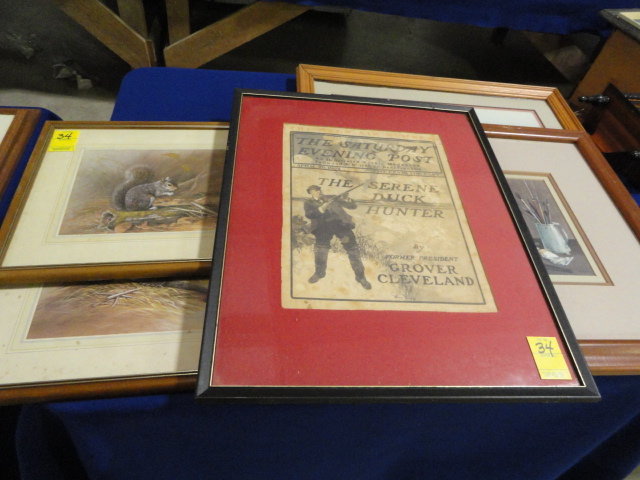 34
THE SATURDAY
EVENING POST
THE SERENE
DUCK
HUNTER
By
FORMER PRESIDENT
GROVER
CLEVELAND
34